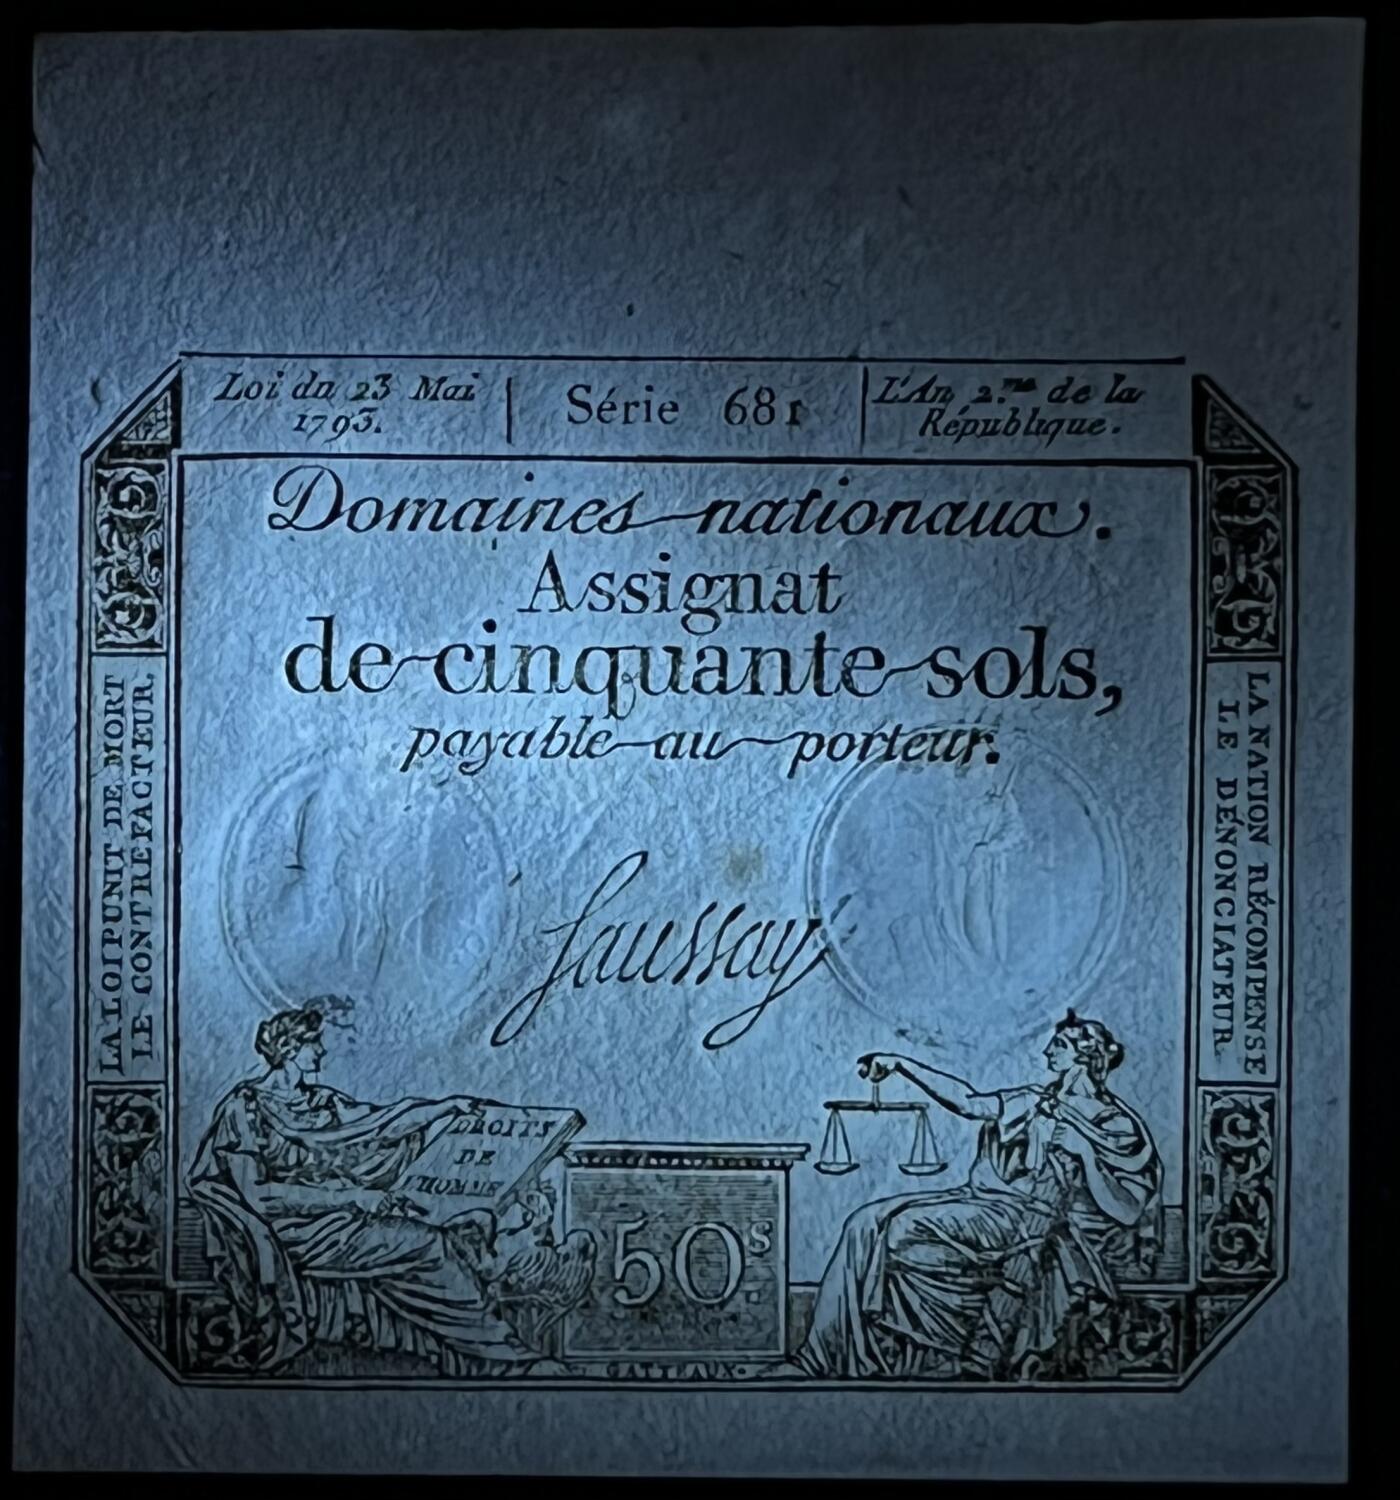 Loi du 23 Mai
1793.
Série 681
L'An 2.me de la
République.
Domaines nationaux.
Assignat
de cinquante sols,
payable au porteur.
LA LOI PUNIT DE MORT
LE CONTREFACTEUR.
LA NATION RÉCOMPENSE
LE DÉNONCIATEUR.
Saussay
DROITS
DE
L'HOMME
50.s
GATTEAUX.